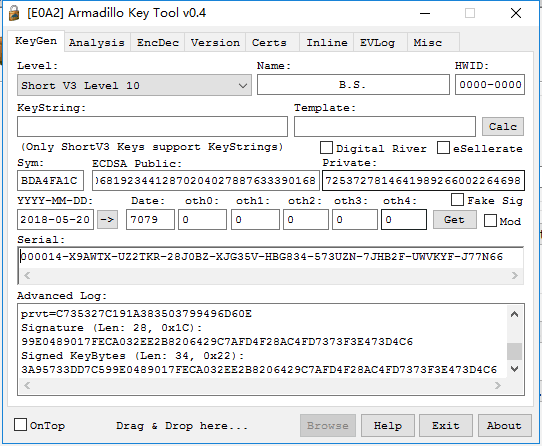 [E0A2] Armadillo Key Tool v0.4
KeyGen Analysis EncDec Version Certs Inline EVLog Misc
Level: Name: HWID:
Short V3 Level 10 B.S. 0000-0000
KeyString: Template:
Calc
(Only ShortV3 Keys support KeyStrings) Digital River eSellerate
Sym: ECDSA Public: Private:
BDA4FA1C 06819234412870204027887633390168 7253727814641989266002264698
YYYY-MM-DD: Date: oth0: oth1: oth2: oth3: oth4: Fake Sig
2018-05-20 -> 7079 0 0 0 0 0 Get Mod
Serial:
000014-X9AWTX-UZ2TKR-28J0BZ-XJG35V-HBG834-573UZN-7JHB2F-UWVKYF-J77N66
Advanced Log:
prvt=C735327C191A383503799496D60E
Signature (Len: 28, 0x1C):
99E0489017FECA032EE2B8206429C7AFD4F28AC4FD7373F3E473D4C6
Signed KeyBytes (Len: 34, 0x22):
3A95733DD7C599E0489017FECA032EE2B8206429C7AFD4F28AC4FD7373F3E473D4C6
OnTop Drag & Drop here... Browse Help Exit About